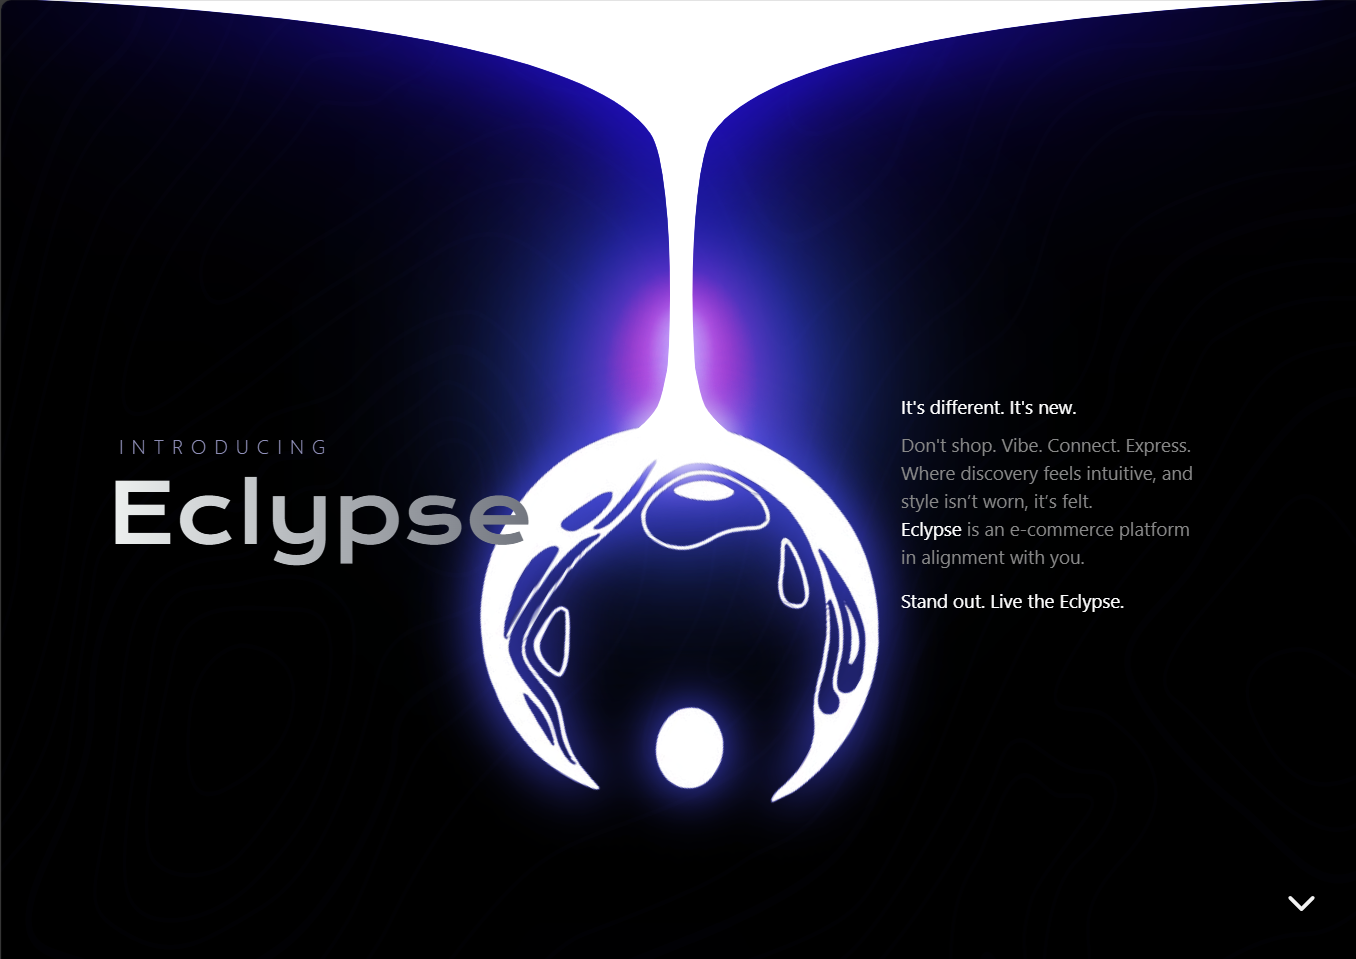 INTRODUCING
Eclypse
It's different. It's new.
Don't shop. Vibe. Connect. Express.
Where discovery feels intuitive, and
style isn’t worn, it’s felt.
Eclypse is an e-commerce platform
in alignment with you.
Stand out. Live the Eclypse.